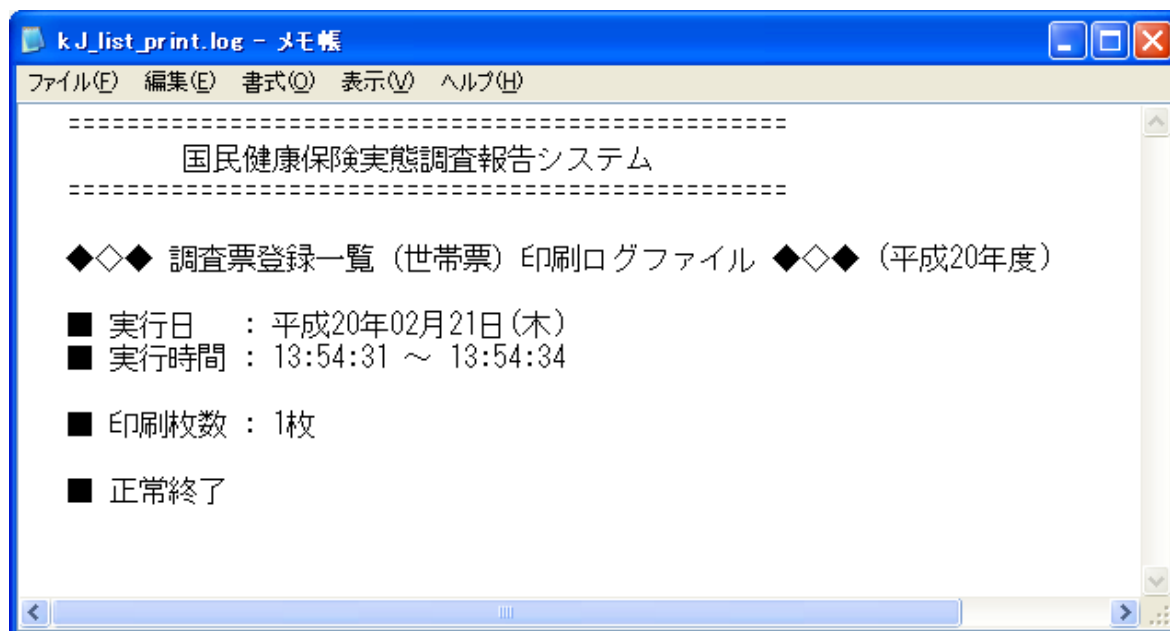 kJ_list_print.log - メモ帳
ファイル(F) 編集(E) 書式(O) 表示(V) ヘルプ(H)
=================================================
国民健康保険実態調査報告システム
=================================================
◆◇◆ 調査票登録一覧（世帯票）印刷ログファイル ◆◇◆（平成20年度）
■ 実行日　 : 平成20年02月21日(木)
■ 実行時間 : 13:54:31 ～ 13:54:34
■ 印刷枚数 : 1枚
■ 正常終了